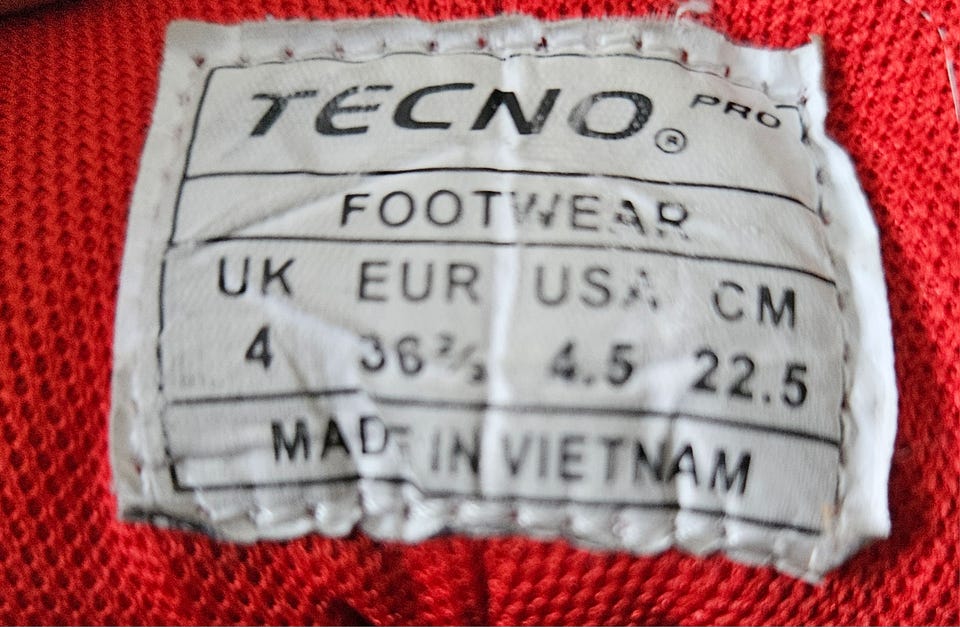 TECNO® PRO
FOOTWEAR
UK EUR USA CM
4 36⅔ 4.5 22.5
MADE IN VIETNAM